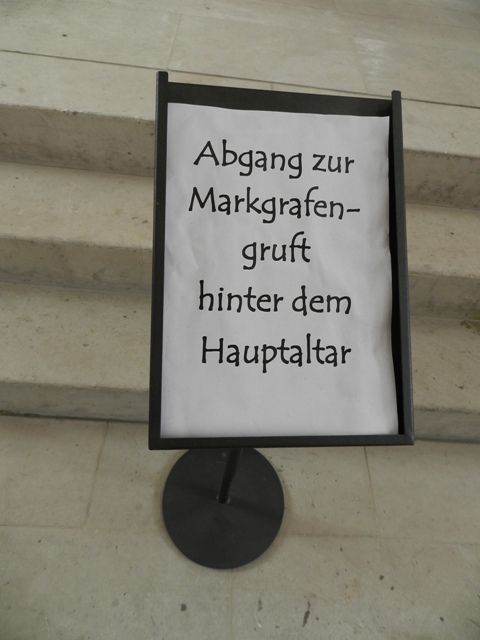 Abgang zur
Markgrafen-
gruft
hinter dem
Hauptaltar